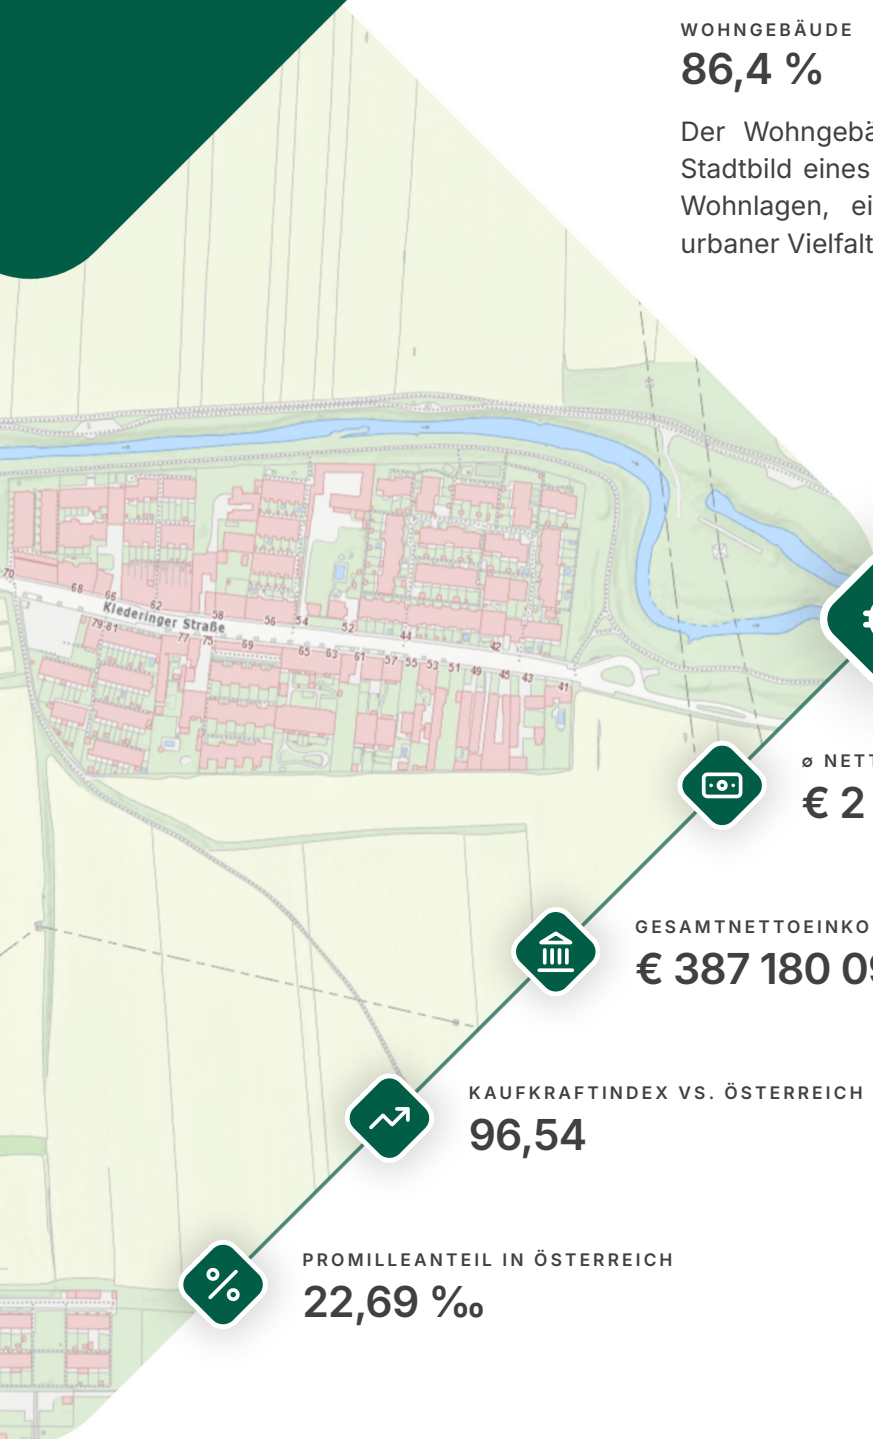 WOHNGEBÄUDE
86,4 %
Der Wohngebä
Stadtbild eines
Wohnlagen, ei
urbaner Vielfalt
70
68
66
62
58
56
54
52
44
42
Klederinger Straße
79-81
77
75
69
65
63
61
57
55
53
51
49
45
43
41
ø NETT
€ 2
GESAMTNETTOEINKO
€ 387 180 09
KAUFKRAFTINDEX VS. ÖSTERREICH
96,54
PROMILLEANTEIL IN ÖSTERREICH
22,69 ‰